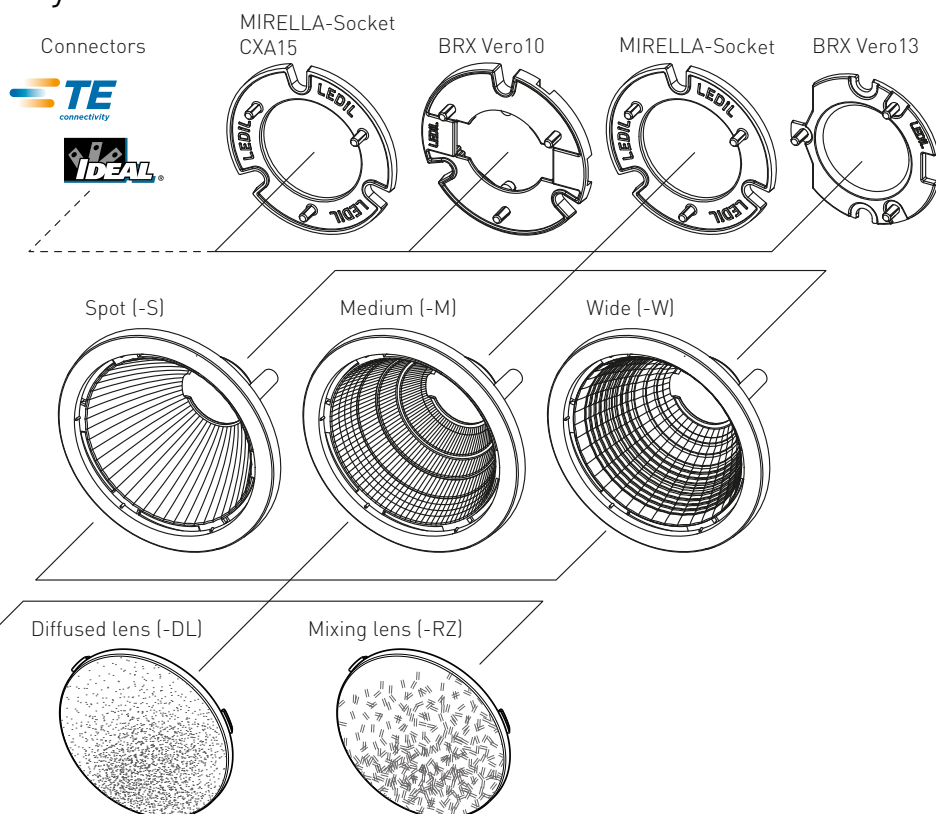 y
Connectors
MIRELLA-Socket
CXA15
BRX Vero10
MIRELLA-Socket
BRX Vero13
TE
connectivity
IDEAL®
LEDIL
LEDIL
LEDIL
LEDIL
LEDIL
LEDIL
LEDIL
LEDIL
Spot (-S)
Medium (-M)
Wide (-W)
Diffused lens (-DL)
Mixing lens (-RZ)